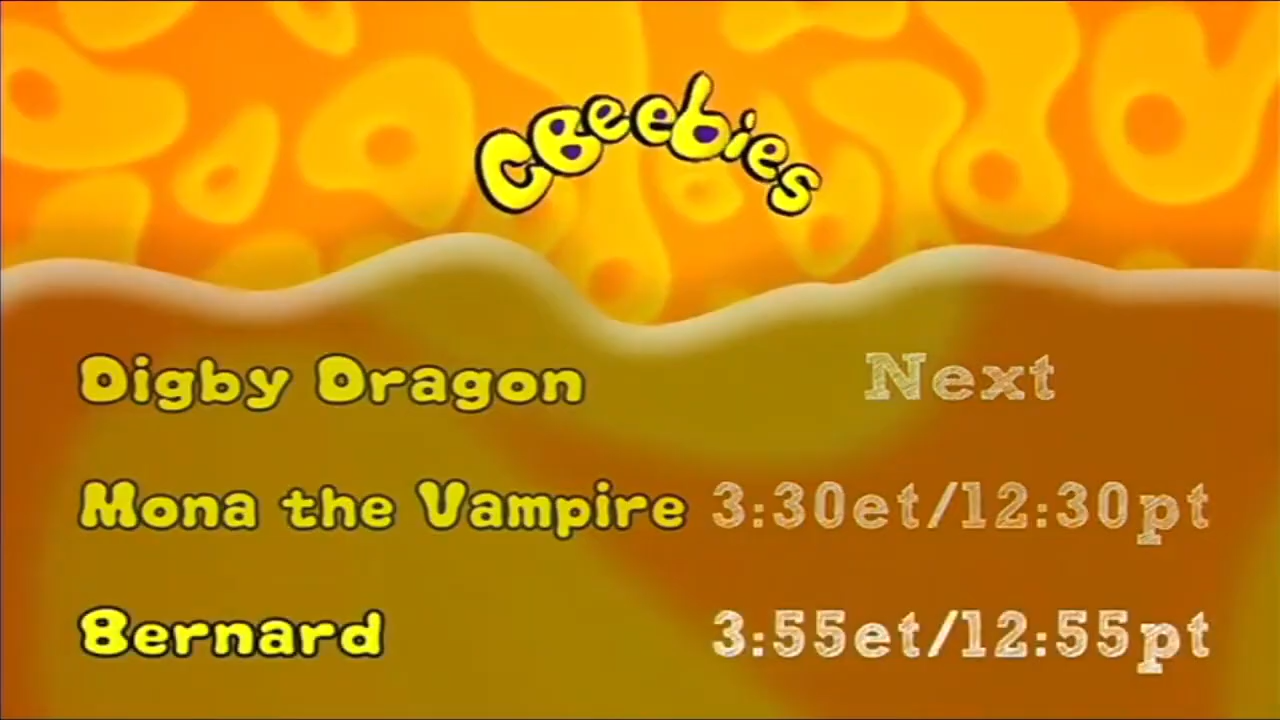 CBeebies
Digby Dragon Next
Mona the Vampire 3:30et/12:30pt
Bernard 3:55et/12:55pt